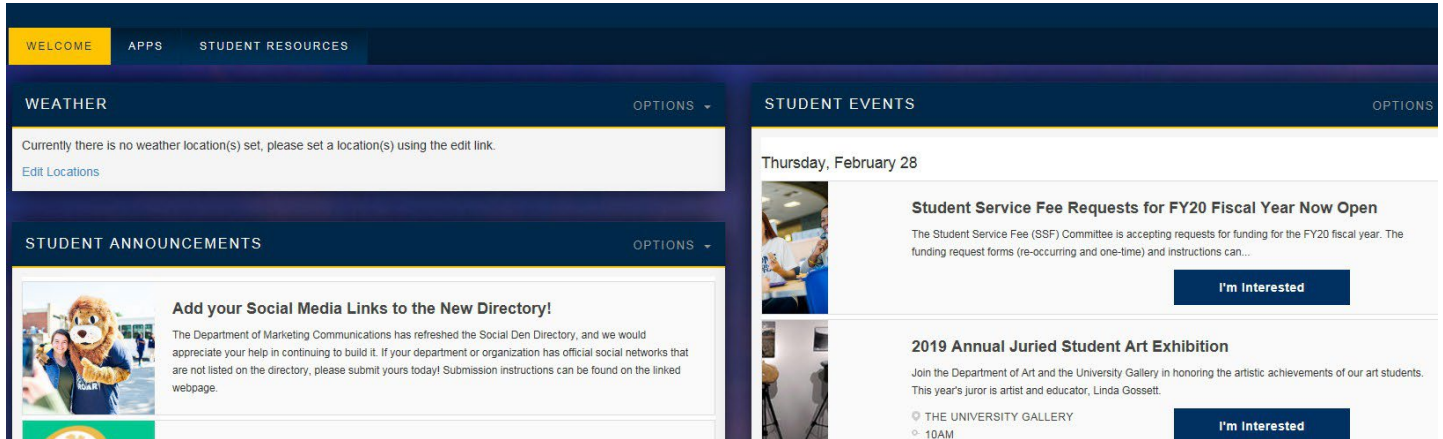 WELCOME
APPS
STUDENT RESOURCES
WEATHER
OPTIONS
Currently there is no weather location(s) set, please set a location(s) using the edit link.
Edit Locations
STUDENT ANNOUNCEMENTS
OPTIONS
Add your Social Media Links to the New Directory!
The Department of Marketing Communications has refreshed the Social Den Directory, and we would
appreciate your help in continuing to build it. If your department or organization has official social networks that
are not listed on the directory, please submit yours today! Submission instructions can be found on the linked
webpage.
ROAR
STUDENT EVENTS
OPTIONS
Thursday, February 28
Student Service Fee Requests for FY20 Fiscal Year Now Open
The Student Service Fee (SSF) Committee is accepting requests for funding for the FY20 fiscal year. The
funding request forms (re-occurring and one-time) and instructions can...
I'm Interested
2019 Annual Juried Student Art Exhibition
Join the Department of Art and the University Gallery in honoring the artistic achievements of our art students.
This year's juror is artist and educator, Linda Gossett.
THE UNIVERSITY GALLERY
10AM
I'm Interested